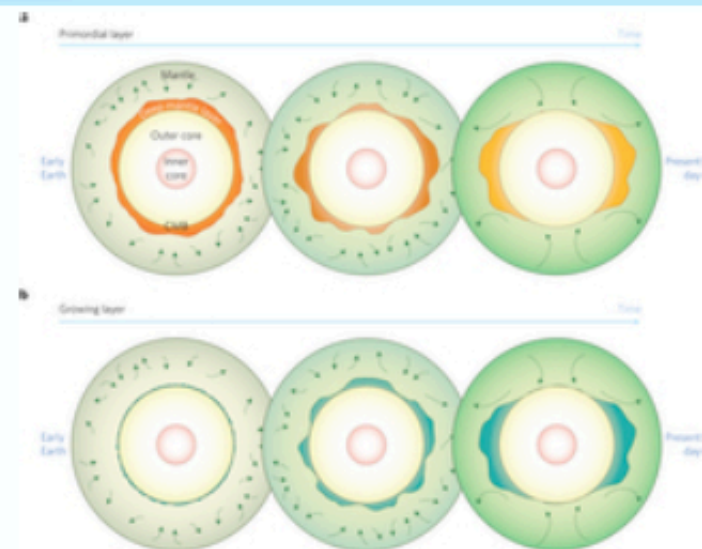 a
Primordial layer
Time
Mantle
Deep mantle layer
Outer core
Early
Earth
Inner
core
Present
day
CMB
b
Growing layer
Time
Early
Earth
Present
day